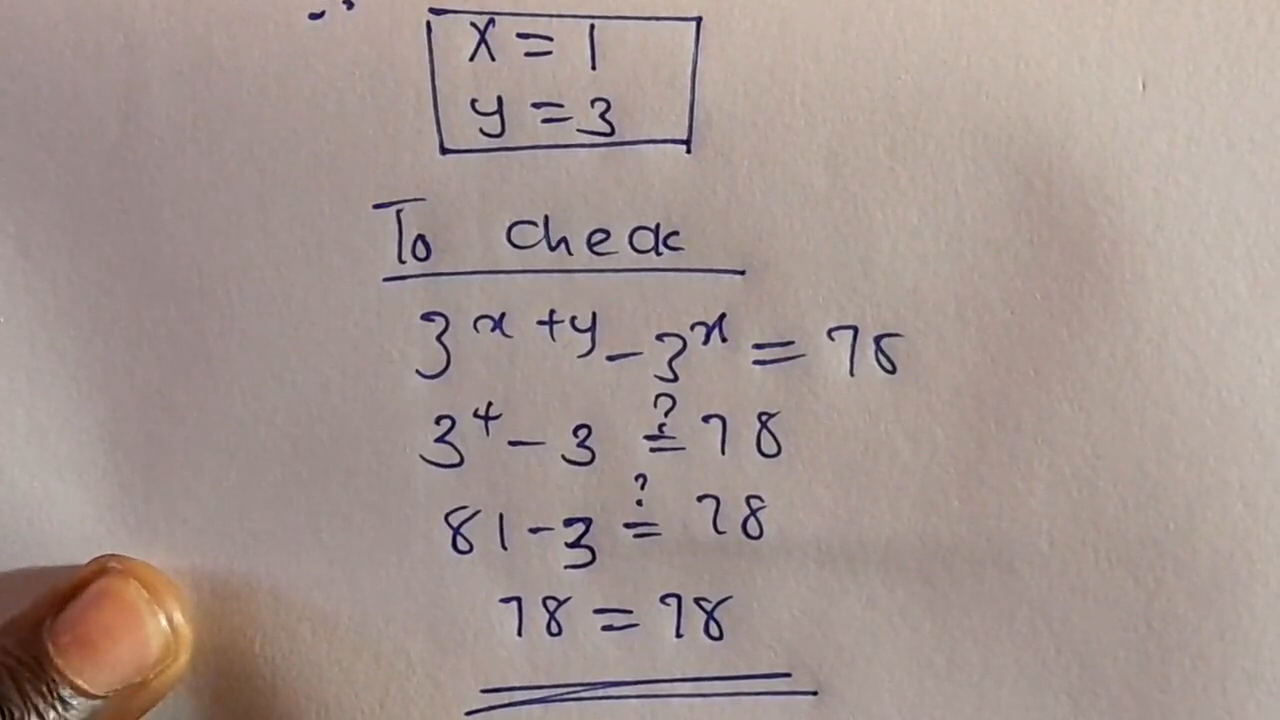 x = 1
y = 3
To check
3^{x+y} - 3^x = 78
3^4 - 3 ?= 78
81 - 3 ?= 78
78 = 78